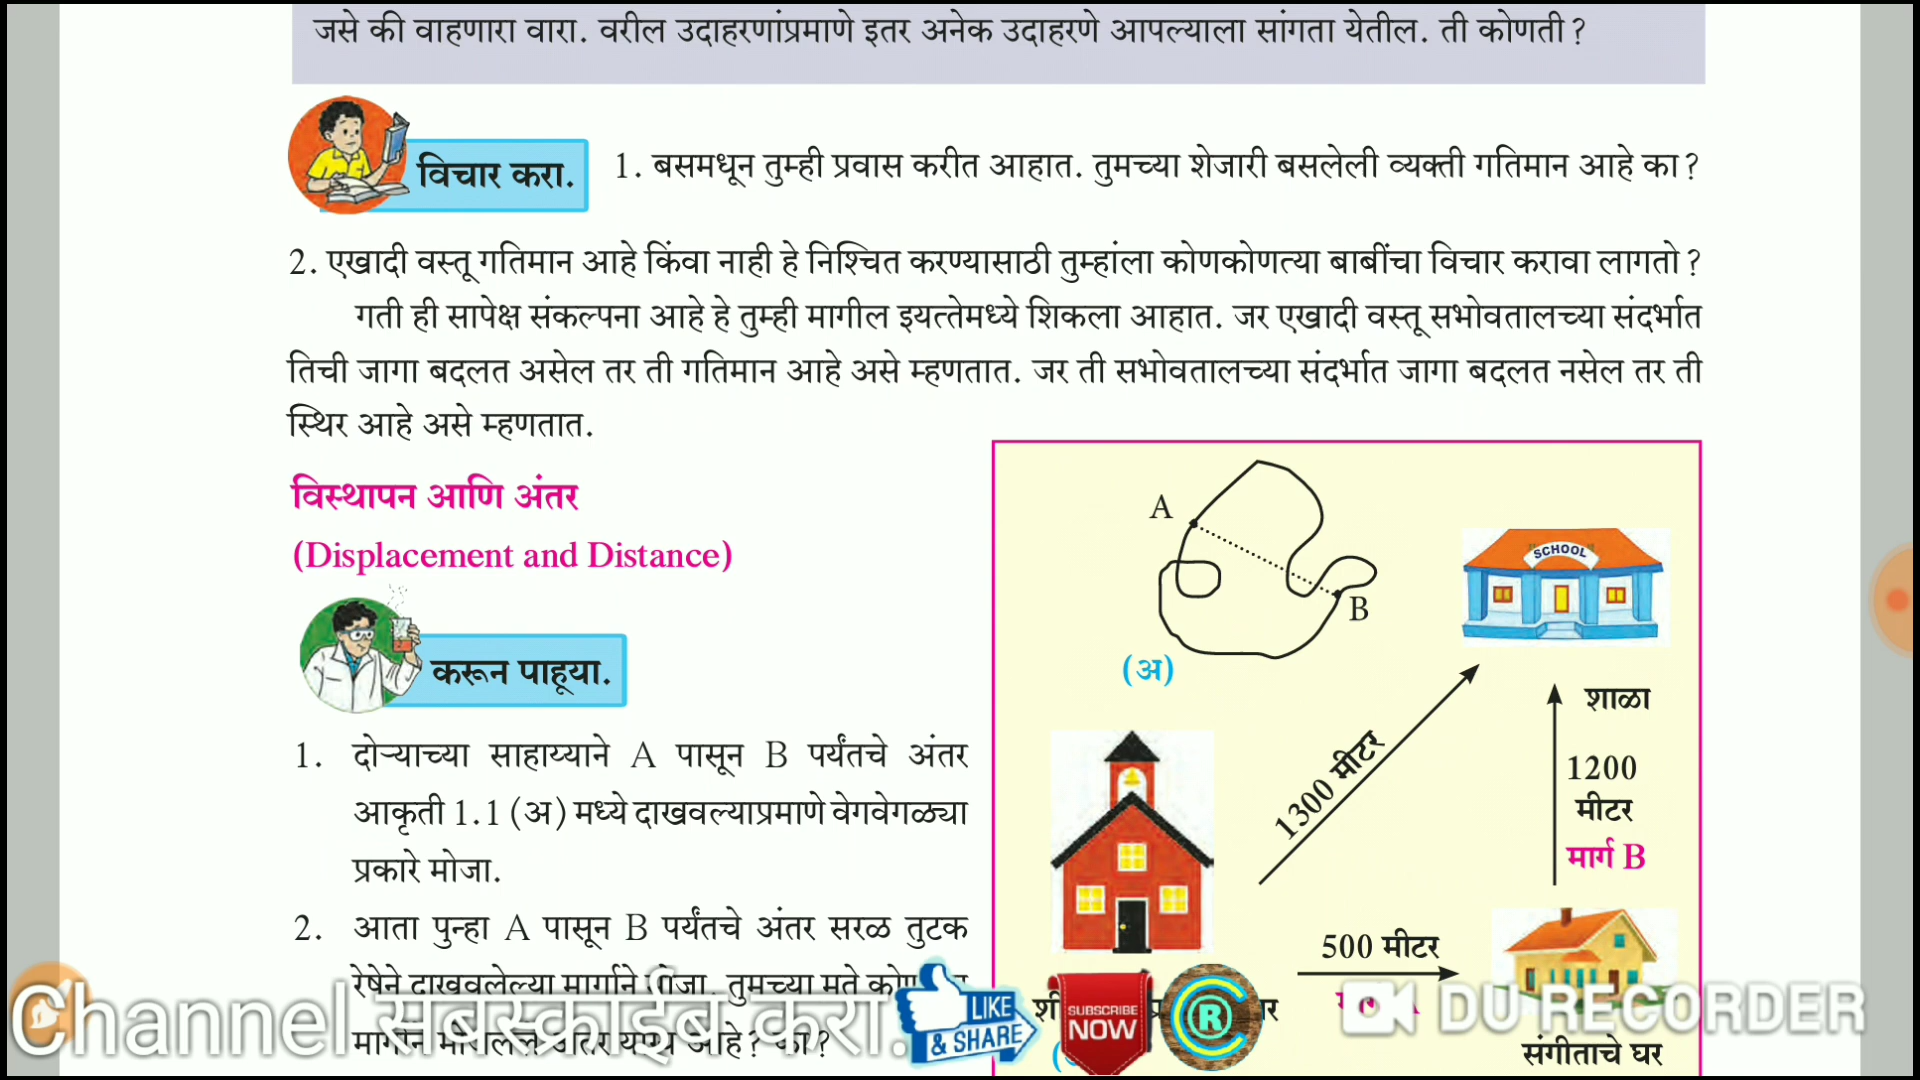 जसे की वाहणारा वारा. वरील उदाहरणांप्रमाणे इतर अनेक उदाहरणे आपल्याला सांगता येतील. ती कोणती ?
विचार करा.
1. बसमधून तुम्ही प्रवास करीत आहात. तुमच्या शेजारी बसलेली व्यक्ती गतिमान आहे का ?
2. एखादी वस्तू गतिमान आहे किंवा नाही हे निश्चित करण्यासाठी तुम्हांला कोणकोणत्या बाबींचा विचार करावा लागतो ?
गती ही सापेक्ष संकल्पना आहे हे तुम्ही मागील इयत्तेमध्ये शिकला आहात. जर एखादी वस्तू सभोवतालच्या संदर्भात
तिची जागा बदलत असेल तर ती गतिमान आहे असे म्हणतात. जर ती सभोवतालच्या संदर्भात जागा बदलत नसेल तर ती
स्थिर आहे असे म्हणतात.
विस्थापन आणि अंतर
(Displacement and Distance)
करून पाहूया.
1. दोऱ्याच्या साहाय्याने A पासून B पर्यंतचे अंतर
आकृती 1.1 (अ) मध्ये दाखवल्याप्रमाणे वेगवेगळ्या
प्रकारे मोजा.
2. आता पुन्हा A पासून B पर्यंतचे अंतर सरळ तुटक
रेषेने दाखवलेल्या मार्गाने मोजा. तुमच्या मते
आहे? का?
A
B
(अ)
SCHOOL
शाळा
1300 मीटर
1200
मीटर
मार्ग B
500 मीटर
संगीताचे घर
Channel सबस्क्राईब करा.
LIKE
& SHARE
SUBSCRIBE
NOW
R
DU RECORDER